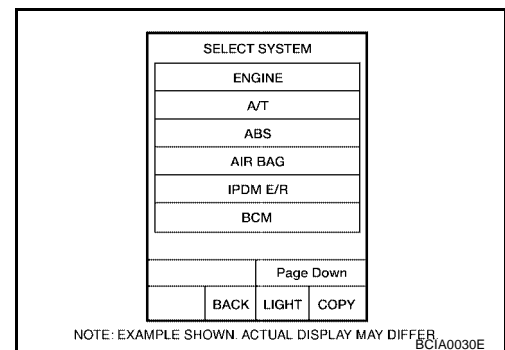 SELECT SYSTEM
ENGINE
A/T
ABS
AIR BAG
IPDM E/R
BCM
Page Down
BACK LIGHT COPY
NOTE: EXAMPLE SHOWN. ACTUAL DISPLAY MAY DIFFER.
BCIA0030E